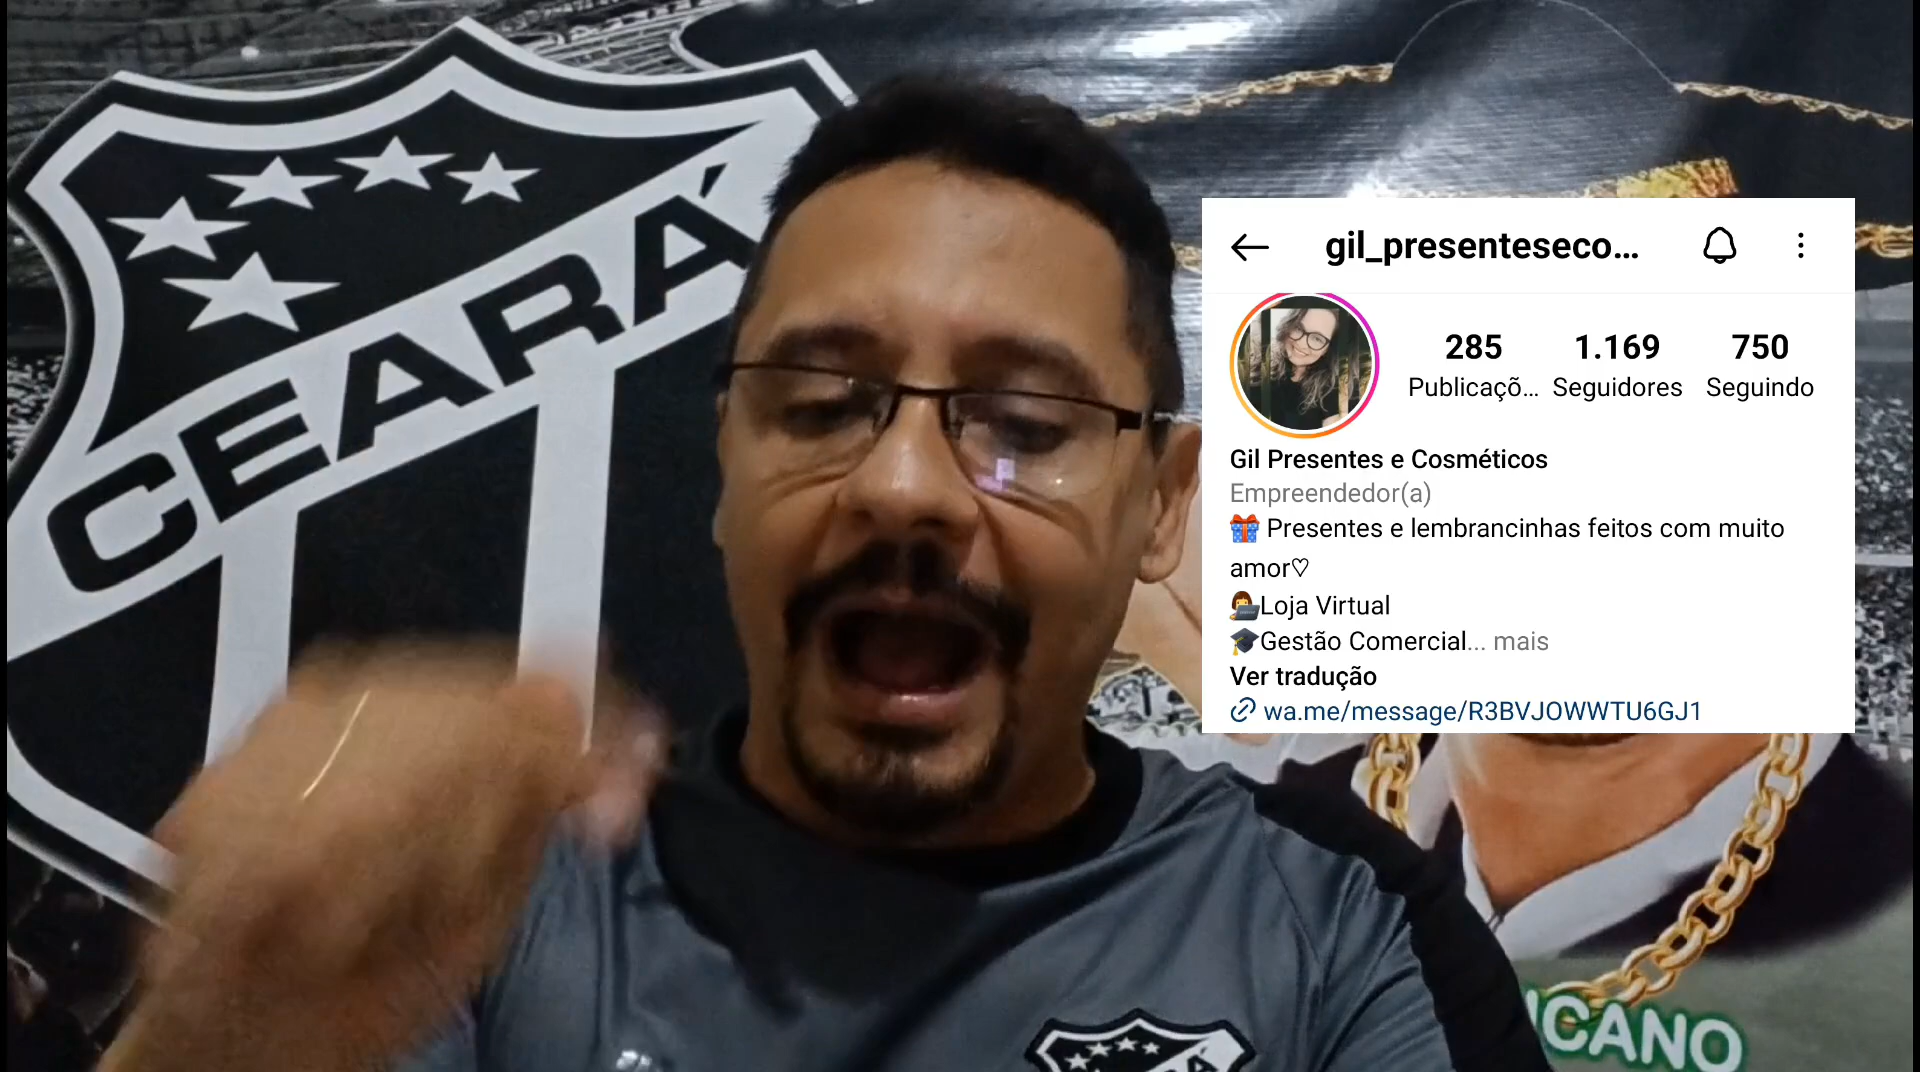 CEARÁ
gil_presenteseco...
285
1.169
750
Publicaçõ...
Seguidores
Seguindo
Gil Presentes e Cosméticos
Empreendedor(a)
🎁 Presentes e lembrancinhas feitos com muito
amor♡
👩‍💻Loja Virtual
🎓Gestão Comercial... mais
Ver tradução
wa.me/message/R3BVJOWWTU6GJ1
ICANO